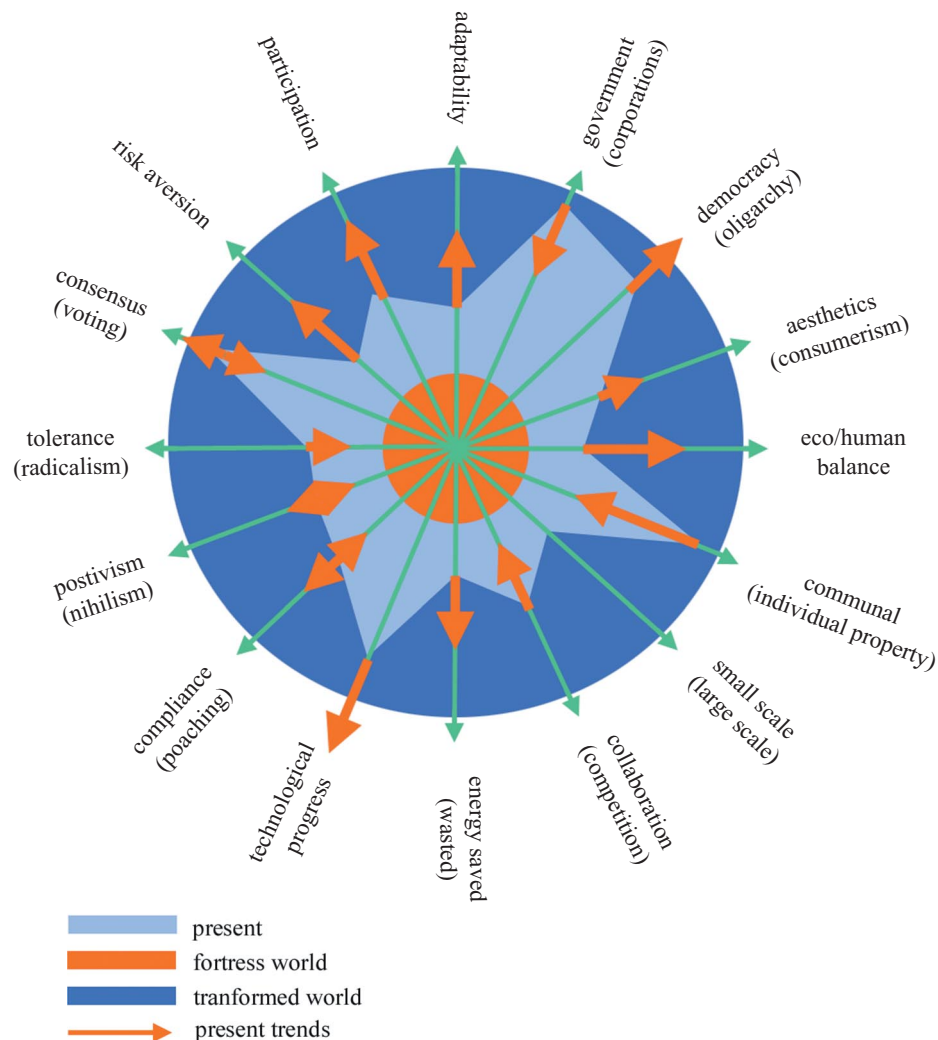 adaptability
government
(corporations)
democracy
(oligarchy)
aesthetics
(consumerism)
eco/human
balance
communal
(individual property)
small scale
(large scale)
collaboration
(competition)
energy saved
(wasted)
technological
progress
compliance
(poaching)
postivism
(nihilism)
tolerance
(radicalism)
consensus
(voting)
risk aversion
participation
present
fortress world
tranformed world
present trends